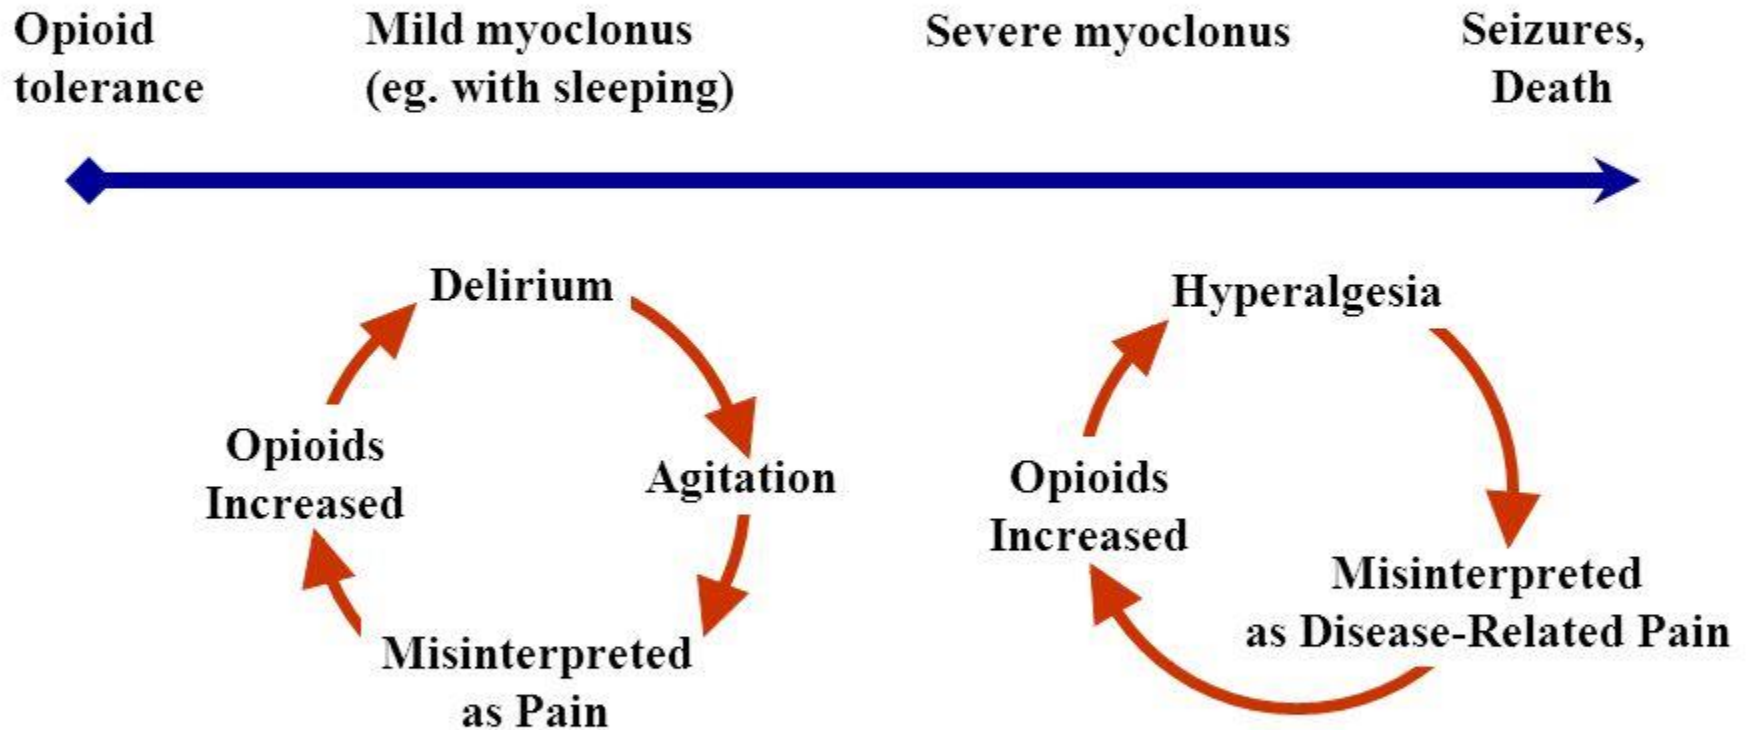 Opioid
tolerance
Mild myoclonus
(eg. with sleeping)
Severe myoclonus
Seizures,
Death
Delirium
Agitation
Misinterpreted
as Pain
Opioids
Increased
Hyperalgesia
Misinterpreted
as Disease-Related Pain
Opioids
Increased